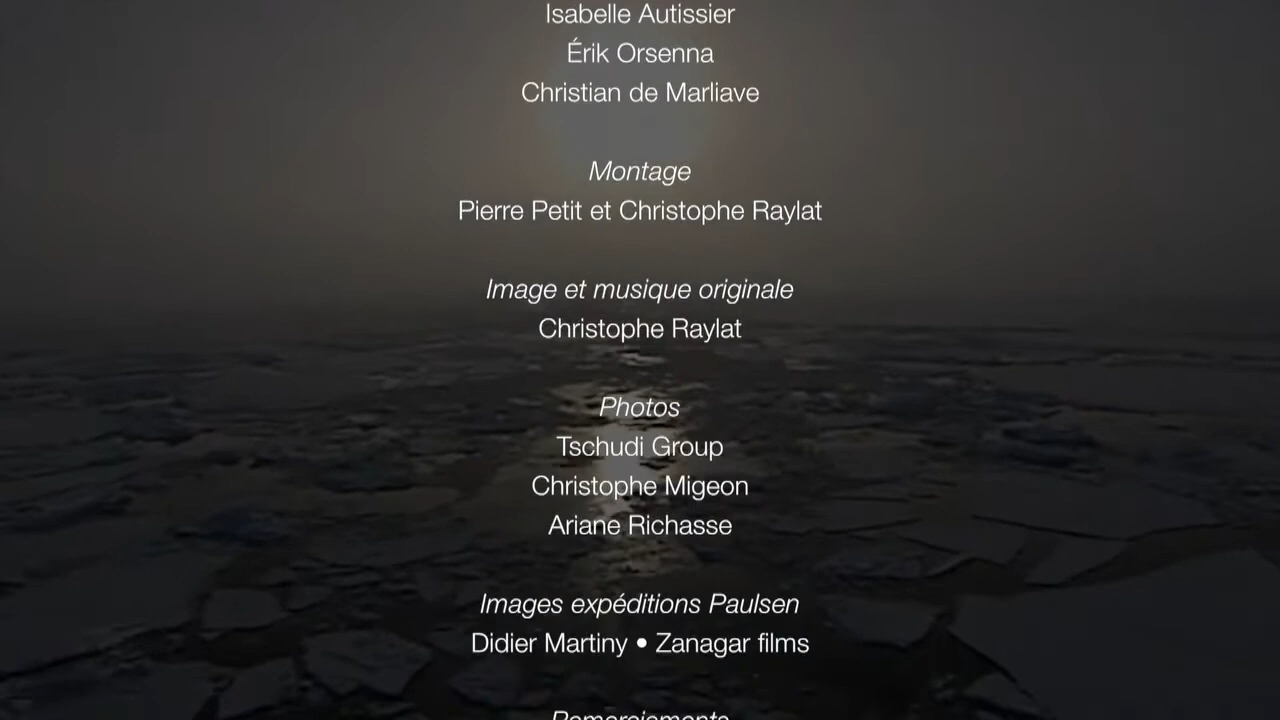 Isabelle Autissier
Érik Orsenna
Christian de Marliave
Montage
Pierre Petit et Christophe Raylat
Image et musique originale
Christophe Raylat
Photos
Tschudi Group
Christophe Migeon
Ariane Richasse
Images expéditions Paulsen
Didier Martiny • Zanagar films
Remerciements